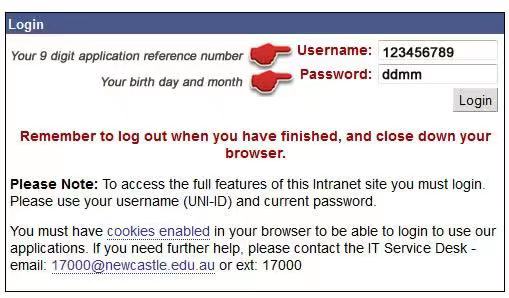 Login
Your 9 digit application reference number Username: 123456789
Your birth day and month Password: ddmm
Login
Remember to log out when you have finished, and close down your
browser.
Please Note: To access the full features of this Intranet site you must login.
Please use your username (UNI-ID) and current password.
You must have cookies enabled in your browser to be able to login to use our
applications. If you need further help, please contact the IT Service Desk -
email: 17000@newcastle.edu.au or ext: 17000